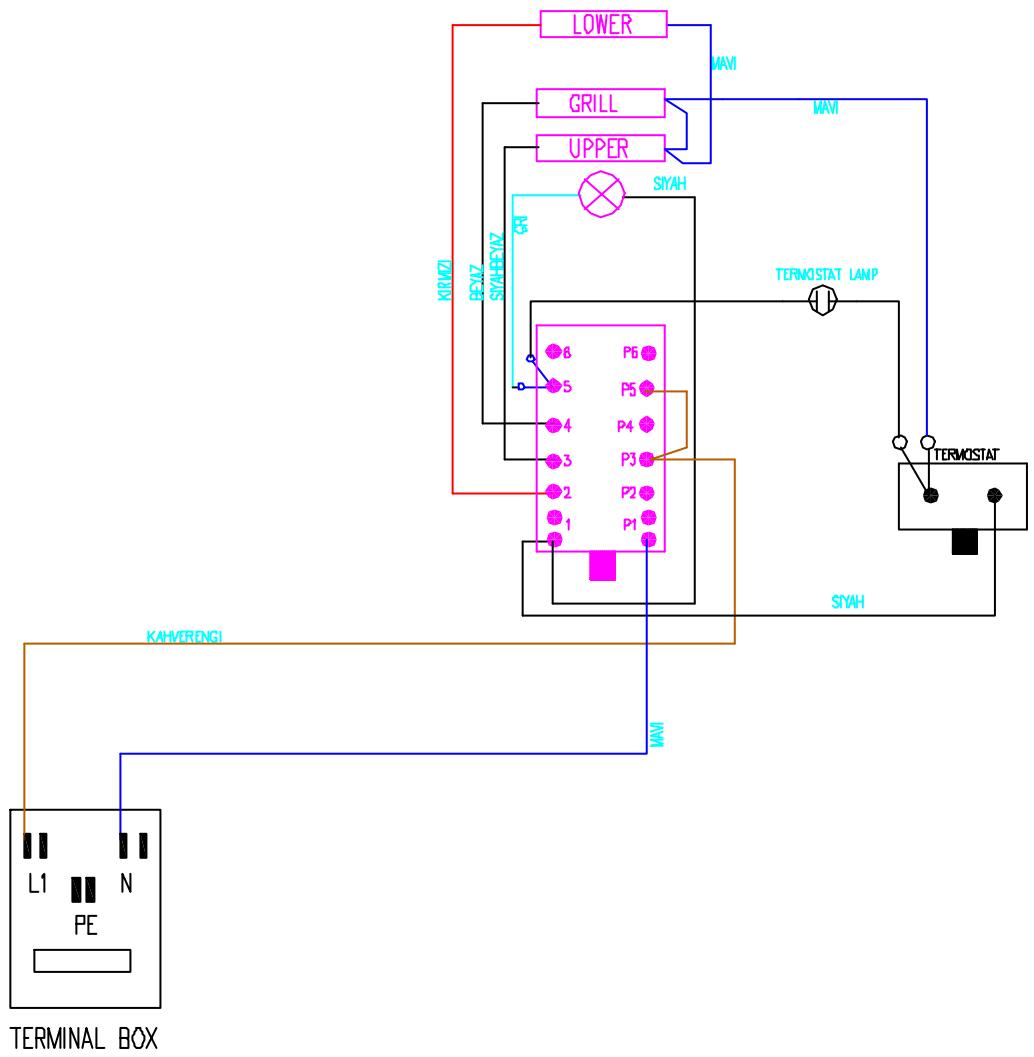 LOWER
MAVI
GRILL
MAVI
UPPER
SIYAH
GRI
KIRMIZI
BEYAZ
SIYAHBEYAZ
TERMOSTAT LAMP
6 P6
5 P5
4 P4
3 P3
2 P2
1 P1
TERMOSTAT
SIYAH
KAHVERENGI
MAVI
L1 N
PE
TERMINAL BOX